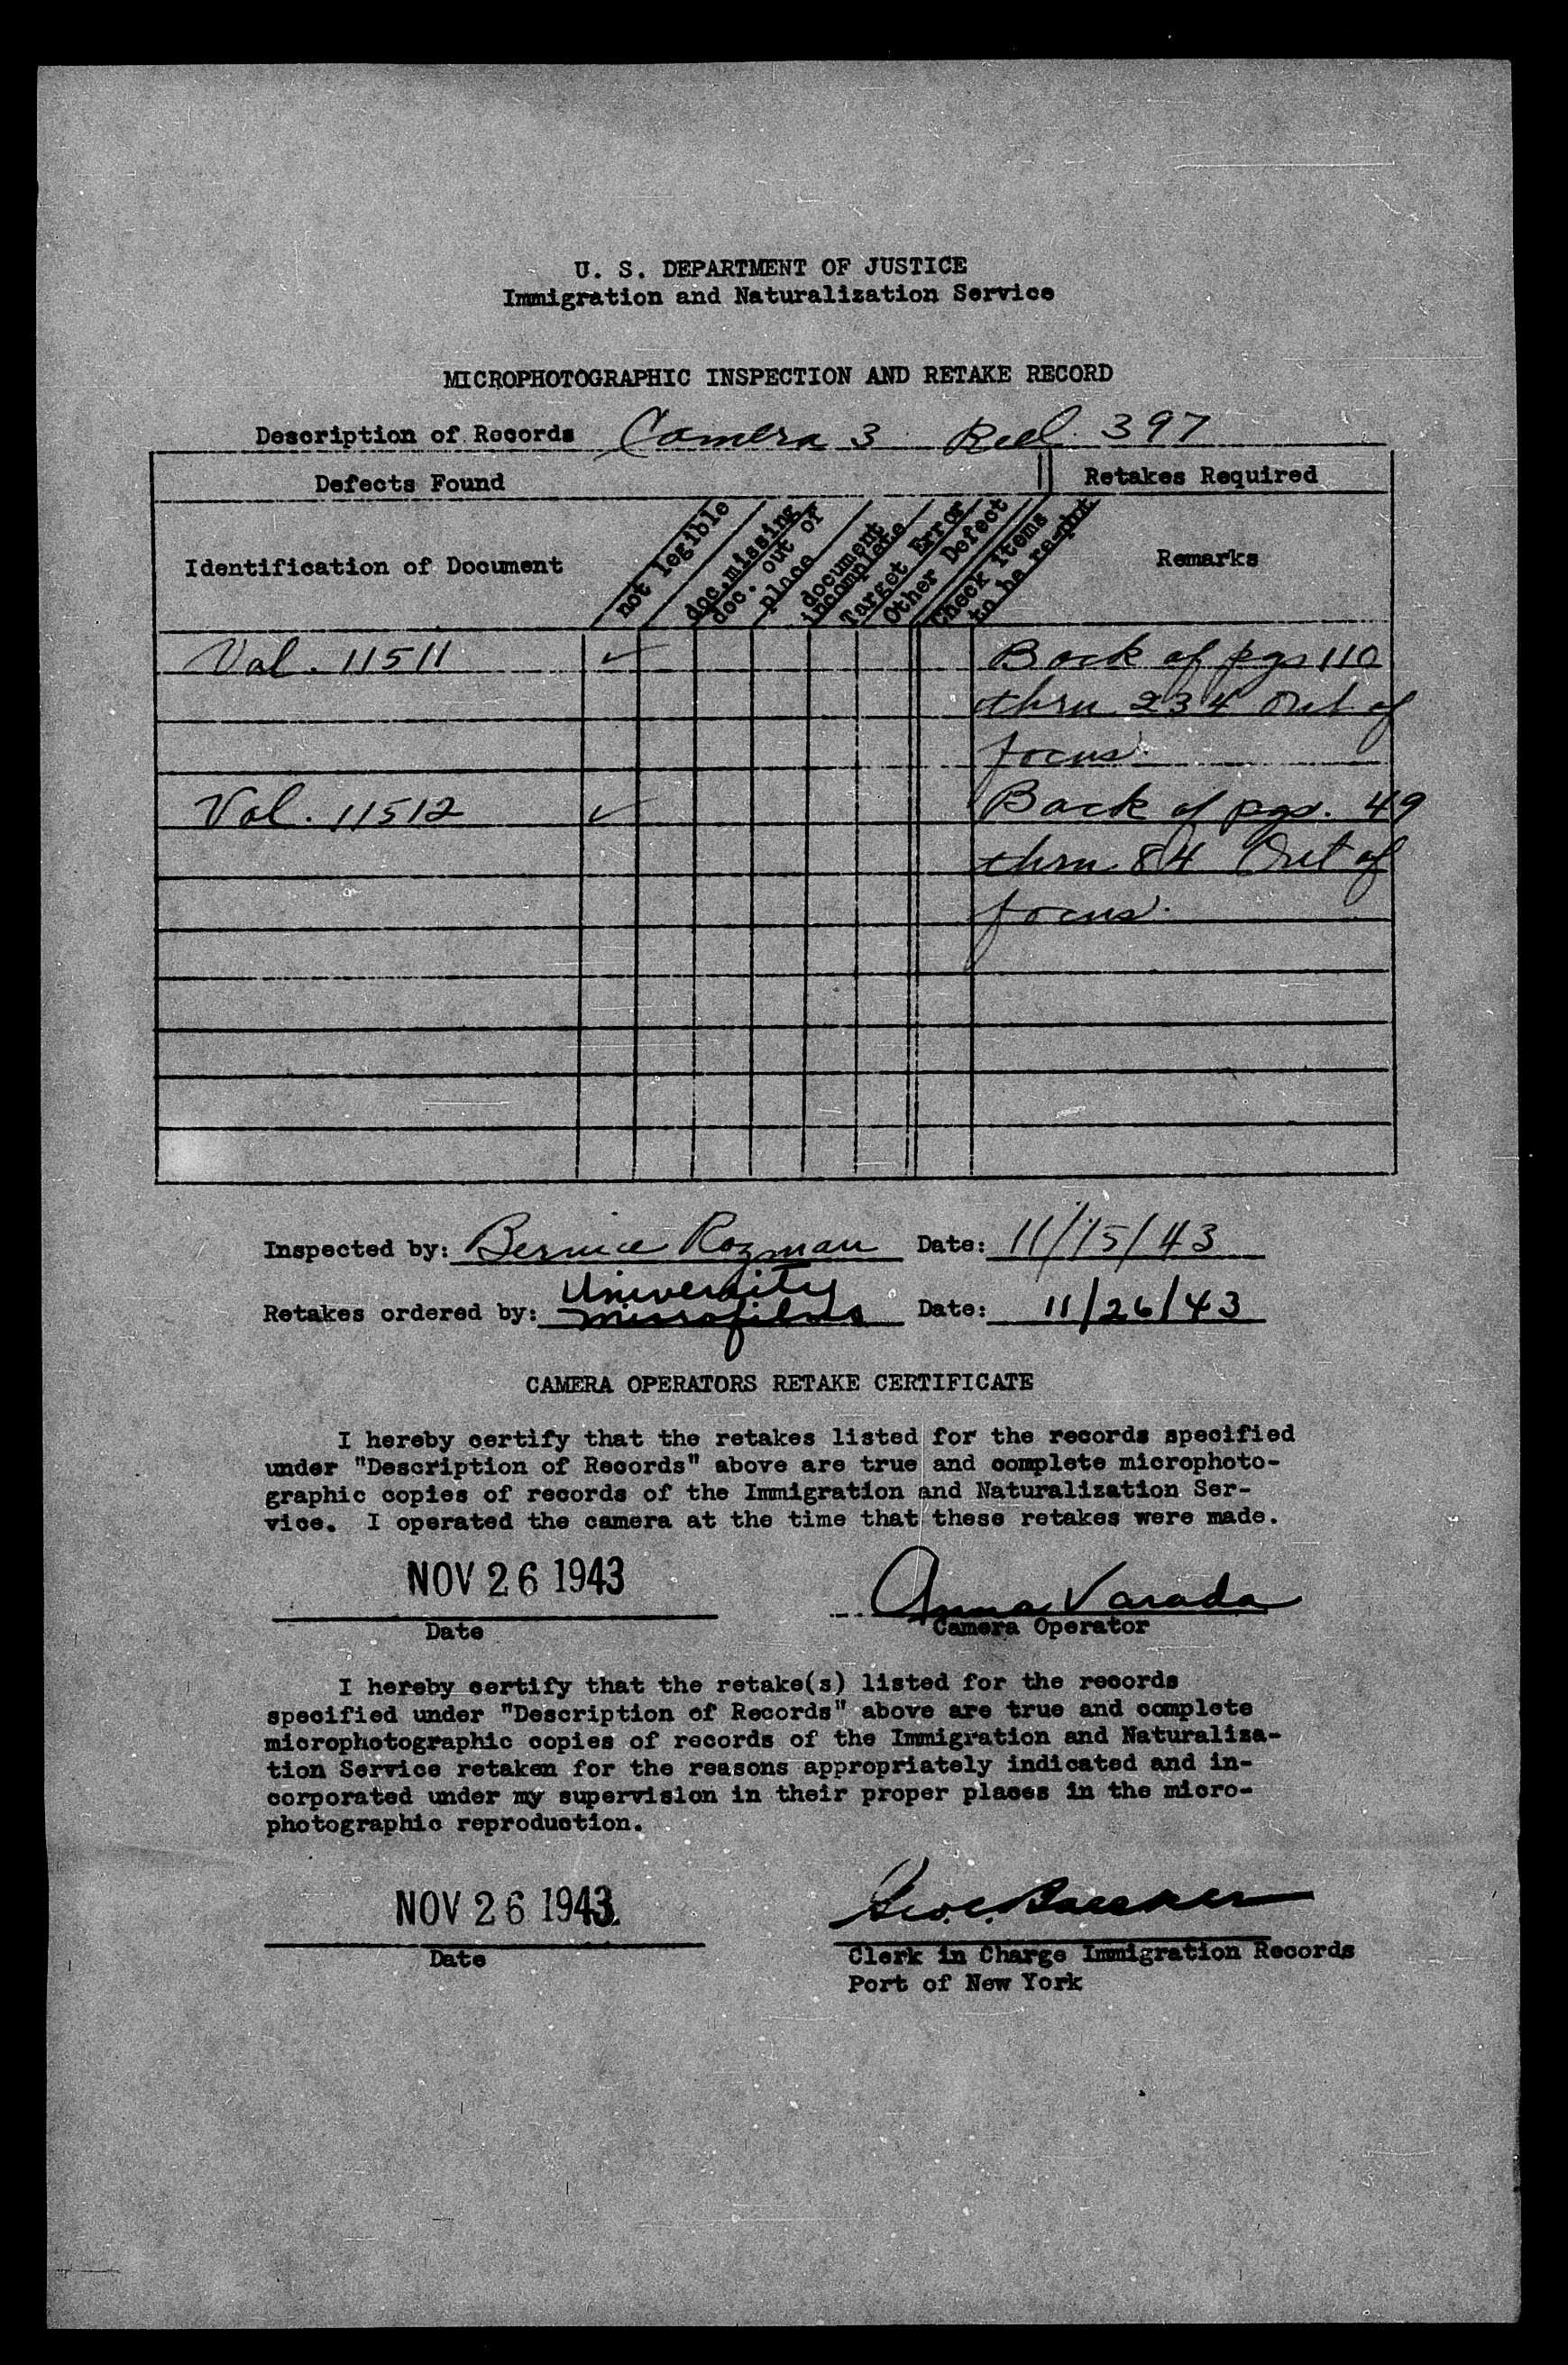 U. S. DEPARTMENT OF JUSTICE
Immigration and Naturalization Service
MICROPHOTOGRAPHIC INSPECTION AND RETAKE RECORD
Description of Records Camera 3 Reel 397
Defects Found Retakes Required
Identification of Document
not legible
doc. missing
doc. out of
place
document
incomplete
Target Error
Other Defect
Check items
to be re-phot
Remarks
Vol. 11511 ✓ Back of pgs 110
thru 234 out of
focus.
Vol. 11512 ✓ Back of pgs. 49
thru 84 Out of
focus.
Inspected by: Bernice Rozman Date: 11/15/43
University
Retakes ordered by: Microfilms Date: 11/26/43
CAMERA OPERATORS RETAKE CERTIFICATE
I hereby certify that the retakes listed for the records specified
under "Description of Records" above are true and complete microphoto-
graphic copies of records of the Immigration and Naturalization Ser-
vice. I operated the camera at the time that these retakes were made.
NOV 26 1943 Anna Varada
Date Camera Operator
I hereby certify that the retake(s) listed for the records
specified under "Description of Records" above are true and complete
microphotographic copies of records of the Immigration and Naturaliza-
tion Service retaken for the reasons appropriately indicated and in-
corporated under my supervision in their proper places in the micro-
photographic reproduction.
NOV 26 1943
Date Clerk in Charge Immigration Records
Port of New York